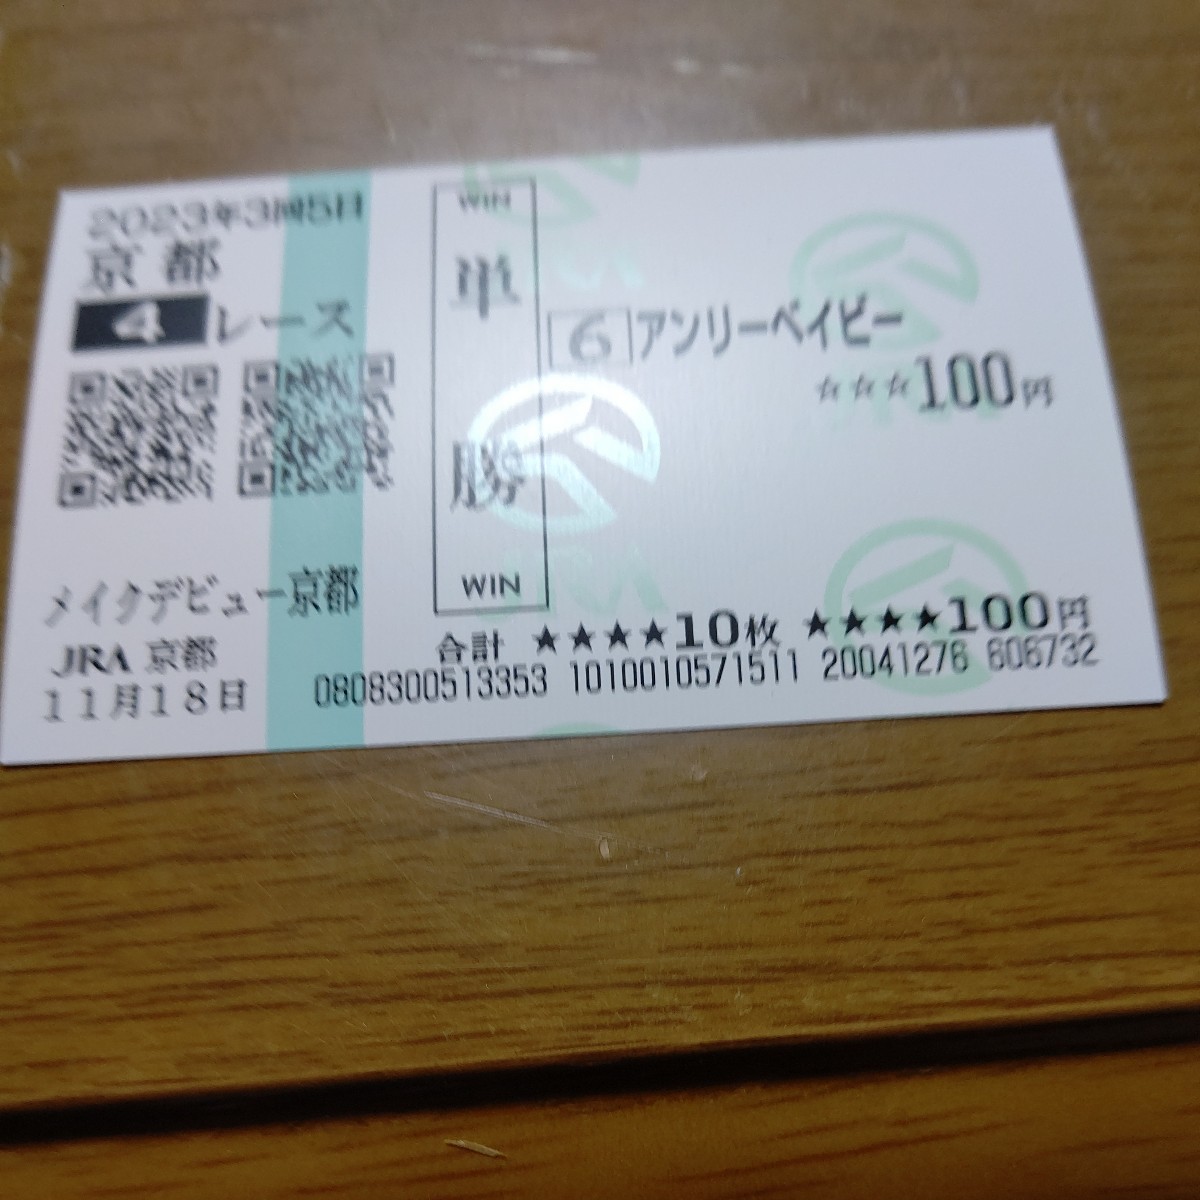 2023年3回5日
京都
4レース
メイクデビュー京都
JRA 京都
11月18日
WIN
単勝
WIN
6 アンリーベイビー
☆☆☆100円
合計 ★★★★10枚 ★★★★100円
0808300513353 1010010571511 20041276 606732